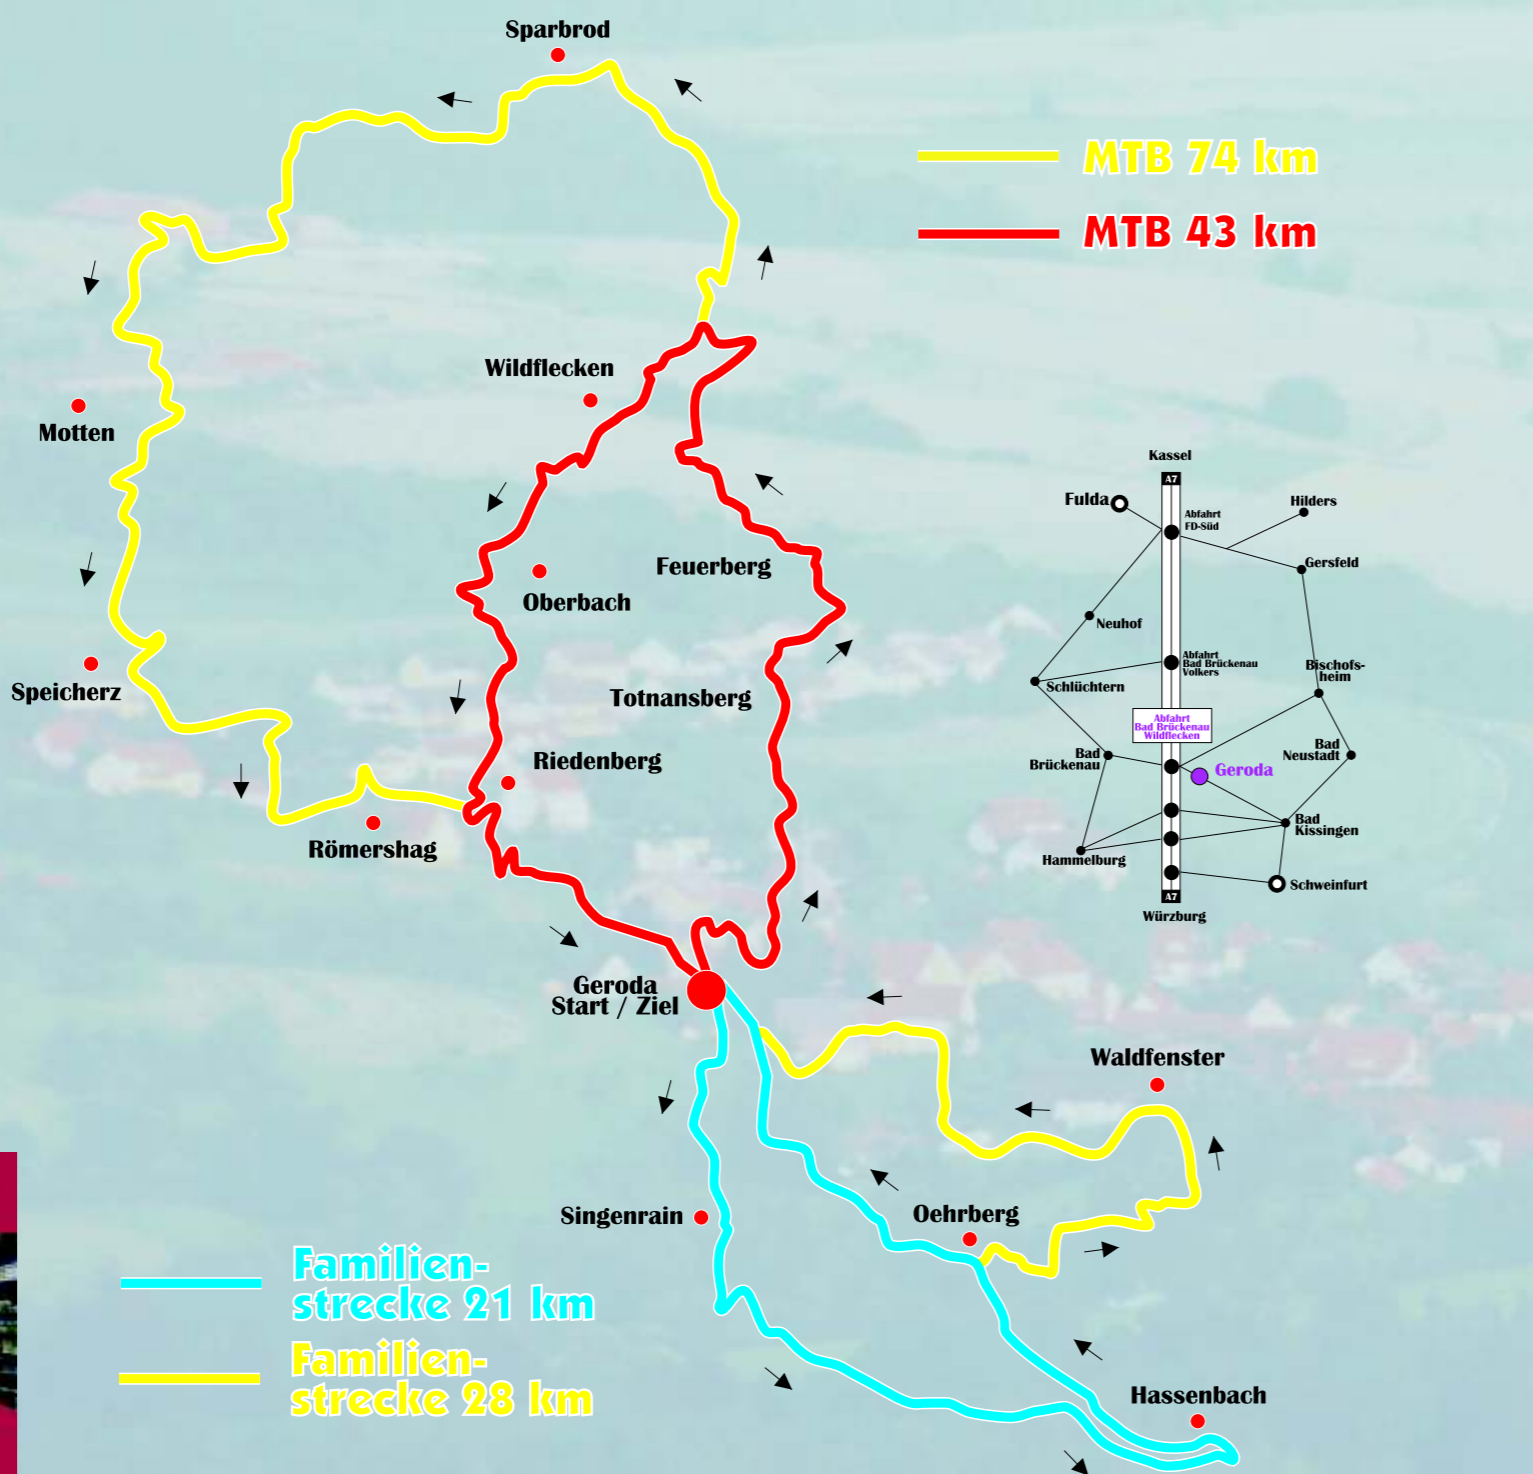 Sparbrod
MTB 74 km
MTB 43 km
Wildflecken
Motten
Feuerberg
Oberbach
Speicherz
Totnansberg
Riedenberg
Römershag
Geroda
Start / Ziel
Kassel
A7
Fulda
Abfahrt
FD-Süd
Hilders
Gersfeld
Neuhof
Abfahrt
Bad Brückenau
Volkers
Schlüchtern
Bischofs-
heim
Abfahrt
Bad Brückenau
Wildflecken
Bad
Brückenau
Bad
Neustadt
Geroda
Bad
Kissingen
Hammelburg
Schweinfurt
A7
Würzburg
Waldfenster
Singenrain
Oehrberg
Hassenbach
Familien-
strecke 21 km
Familien-
strecke 28 km